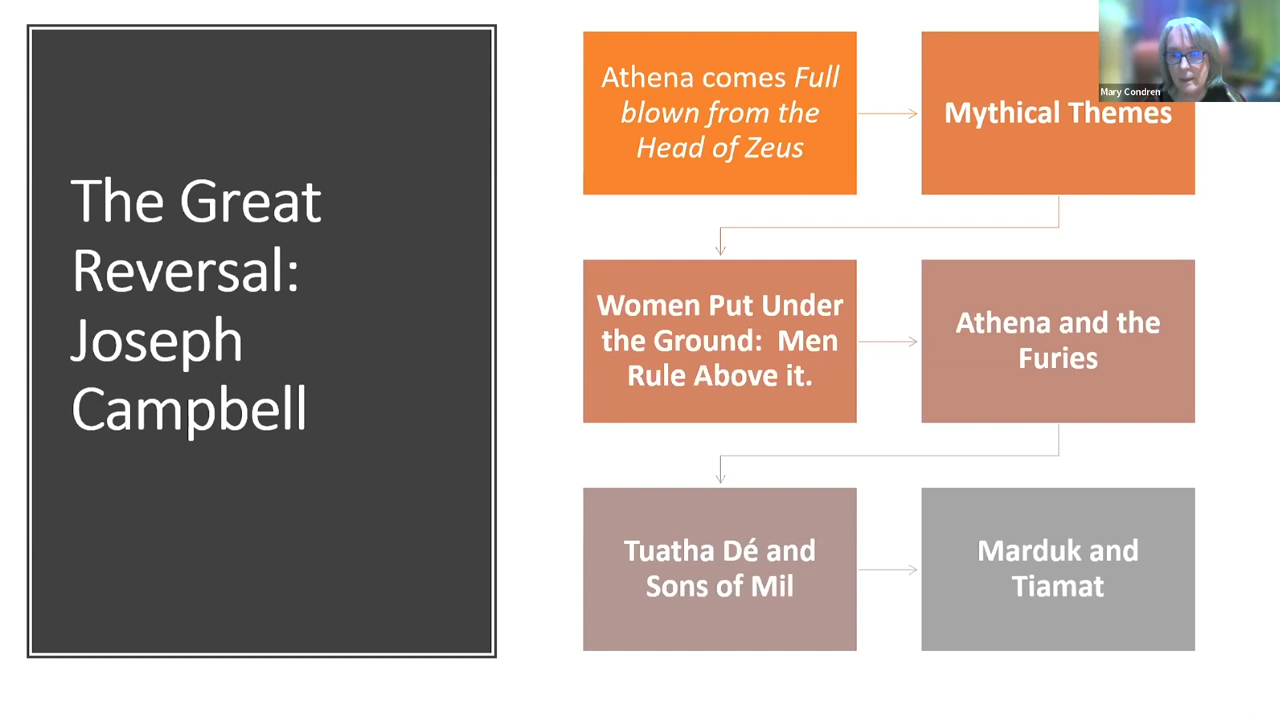 The Great
Reversal:
Joseph
Campbell
Athena comes Full
blown from the
Head of Zeus
Mythical Themes
Women Put Under
the Ground: Men
Rule Above it.
Athena and the
Furies
Tuatha Dé and
Sons of Mil
Marduk and
Tiamat
Mary Condren